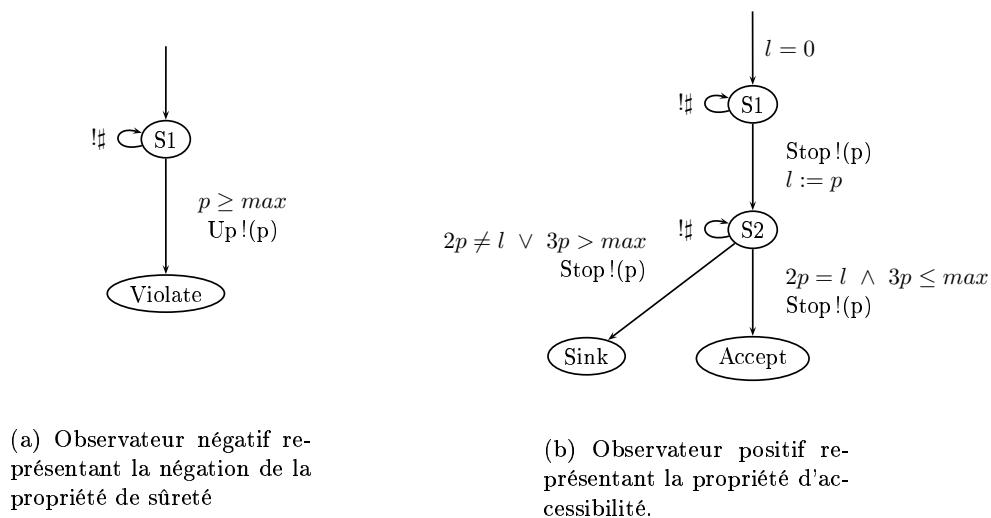 !♯
S1
p ≥ max
Up !(p)
Violate
(a) Observateur négatif re-
présentant la négation de la
propriété de sûreté
l = 0
!♯
S1
Stop !(p)
l := p
!♯
S2
2p ≠ l ∨ 3p > max
Stop !(p)
2p = l ∧ 3p ≤ max
Stop !(p)
Sink
Accept
(b) Observateur positif re-
présentant la propriété d'ac-
cessibilité.